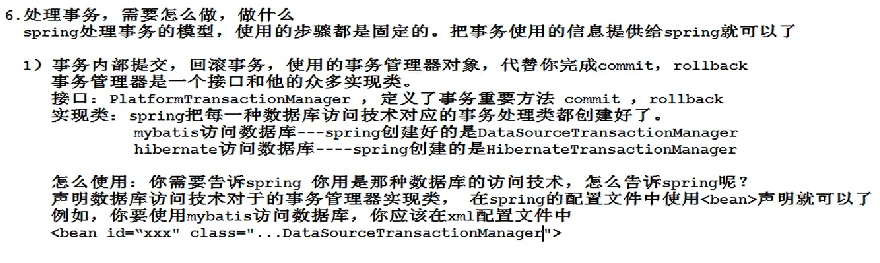 6.处理事务，需要怎么做，做什么
spring处理事务的模型，使用的步骤都是固定的。把事务使用的信息提供给spring就可以了
1）事务内部提交，回滚事务，使用的事务管理器对象，代替你完成commit，rollback
事务管理器是一个接口和他的众多实现类。
接口：PlatformTransactionManager ，定义了事务重要方法 commit ，rollback
实现类：spring把每一种数据库访问技术对应的事务处理类都创建好了。
mybatis访问数据库---spring创建好的是DataSourceTransactionManager
hibernate访问数据库----spring创建的是HibernateTransactionManager
怎么使用：你需要告诉spring 你用是那种数据库的访问技术，怎么告诉spring呢？
声明数据库访问技术对于的事务管理器实现类， 在spring的配置文件中使用<bean>声明就可以了
例如，你要使用mybatis访问数据库，你应该在xml配置文件中
<bean id=“xxx" class="...DataSourceTransactionManager">